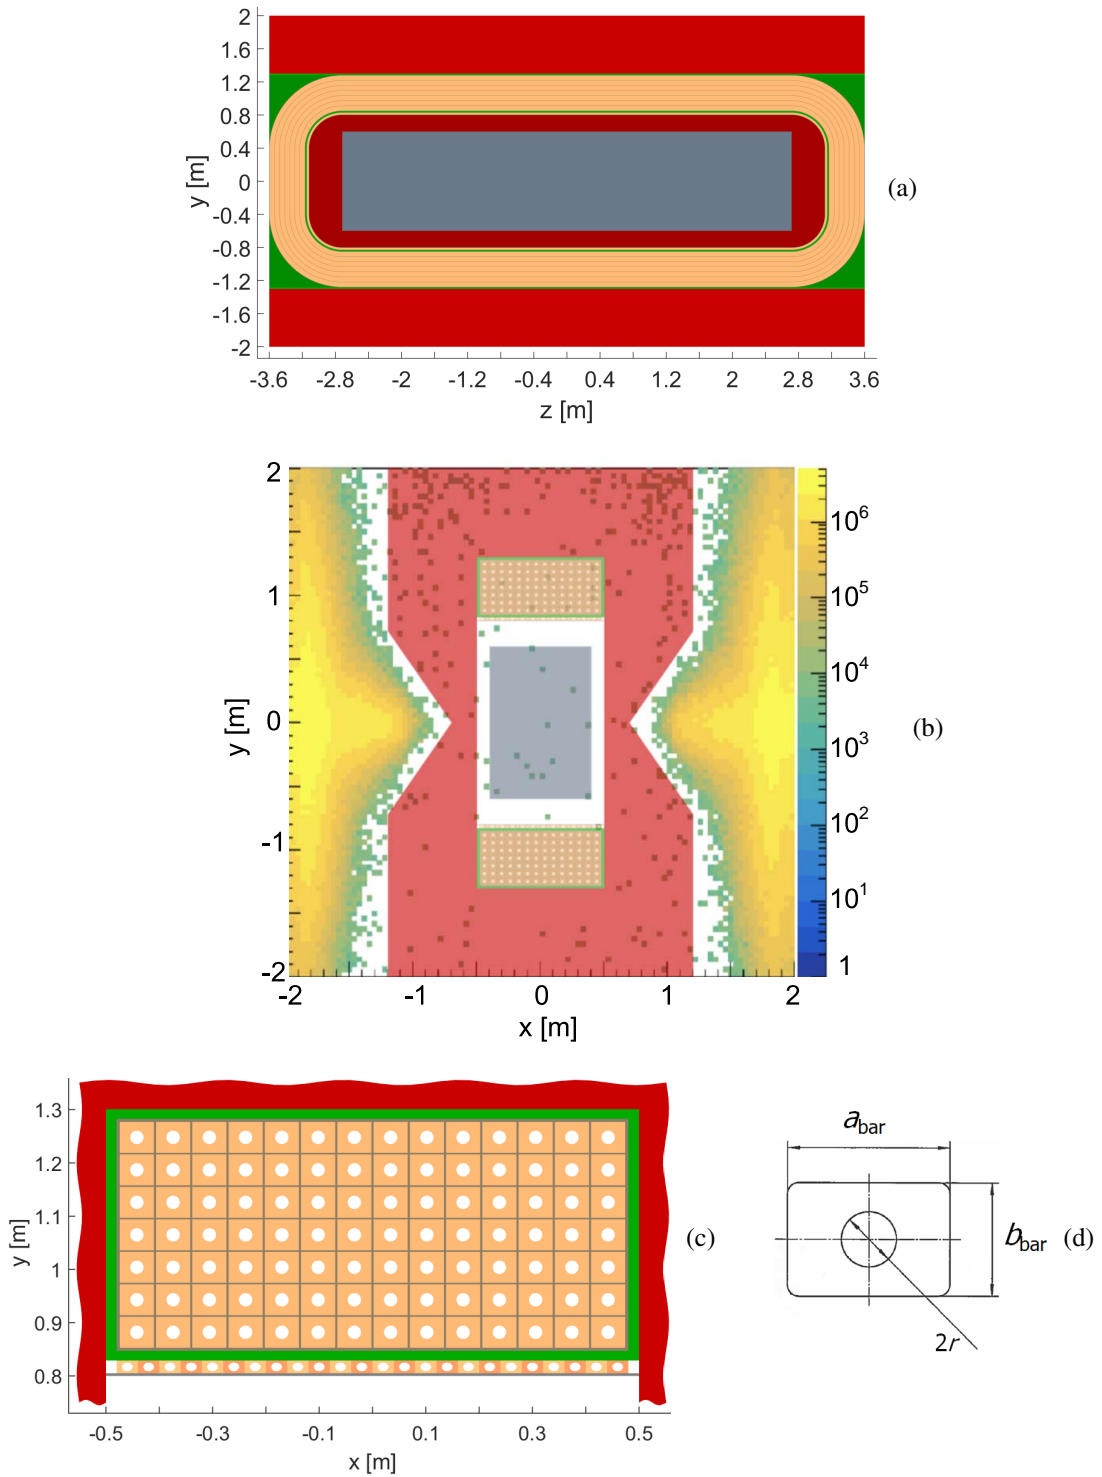 2
1.6
1.2
0.8
0.4
0
-0.4
-0.8
-1.2
-1.6
-2
y [m]
-3.6 -2.8 -2 -1.2 -0.4 0.4 1.2 2 2.8 3.6
z [m]
(a)
2
1
0
-1
-2
y [m]
-2 -1 0 1 2
x [m]
10^6
10^5
10^4
10^3
10^2
10^1
1
(b)
1.3
1.2
1.1
1
0.9
0.8
y [m]
-0.5 -0.3 -0.1 0.1 0.3 0.5
x [m]
(c)
a_bar
b_bar
2r
(d)